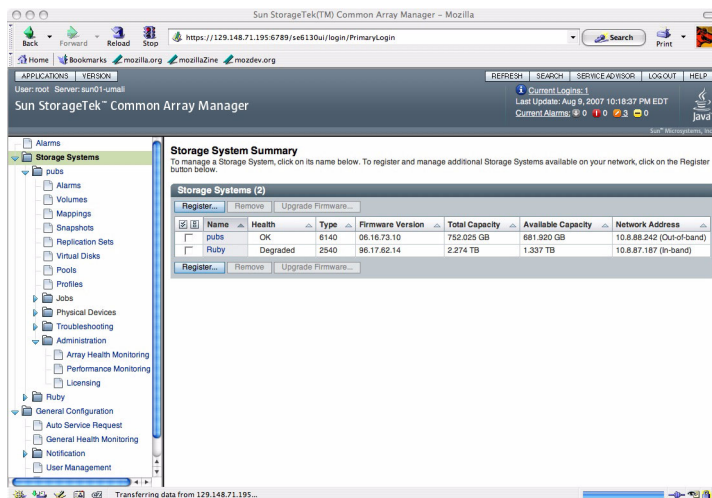 Sun StorageTek(TM) Common Array Manager – Mozilla
Back Forward Reload Stop
https://129.148.71.195:6789/se6130ui/login/PrimaryLogin
Search
Print
Home Bookmarks mozilla.org mozillaZine mozdev.org
APPLICATIONS VERSION
REFRESH SEARCH SERVICE ADVISOR LOG OUT HELP
User: root Server: sun01-umail
Current Logins: 1
Sun StorageTek™ Common Array Manager
Last Update: Aug 9, 2007 10:18:37 PM EDT
Current Alarms: 0 0 3 0
Java
Sun™ Microsystems, Inc
Alarms
Storage Systems
pubs
Alarms
Volumes
Mappings
Snapshots
Replication Sets
Virtual Disks
Pools
Profiles
Jobs
Physical Devices
Troubleshooting
Administration
Array Health Monitoring
Performance Monitoring
Licensing
Ruby
General Configuration
Auto Service Request
General Health Monitoring
Notification
User Management
Storage System Summary
To manage a Storage System, click on its name below. To register and manage additional Storage Systems available on your network, click on the Register
button below.
Storage Systems (2)
Register... Remove Upgrade Firmware...
Name Health Type Firmware Version Total Capacity Available Capacity Network Address
pubs OK 6140 06.16.73.10 752.025 GB 681.920 GB 10.8.88.242 (Out-of-band)
Ruby Degraded 2540 96.17.62.14 2.274 TB 1.337 TB 10.8.87.187 (In-band)
Register... Remove Upgrade Firmware...
Transferring data from 129.148.71.195...